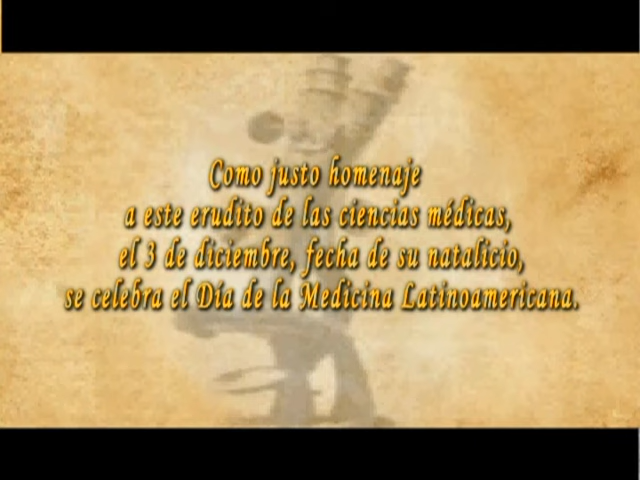 Como justo homenaje
a este erudito de las ciencias médicas,
el 3 de diciembre, fecha de su natalicio,
se celebra el Día de la Medicina Latinoamericana.